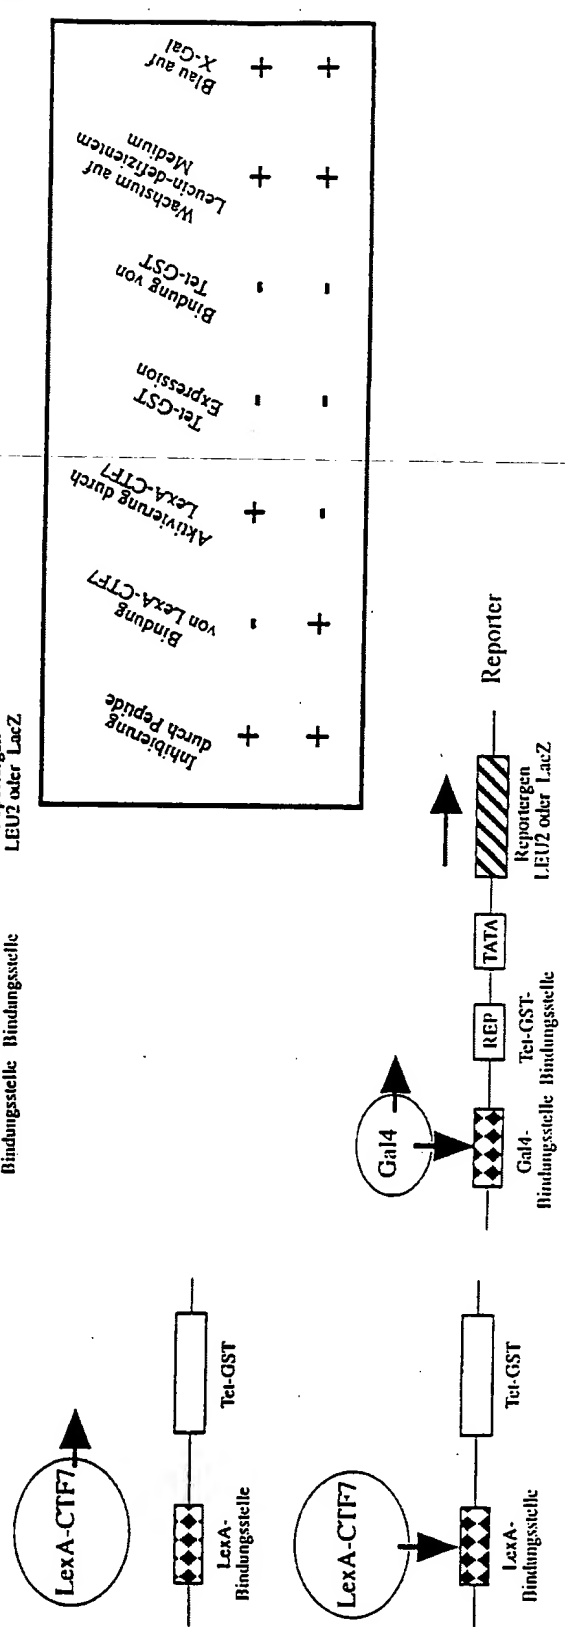 LexA-CTF7
LexA-
Bindungsstelle
Tet-GST
Bindungsstelle Bindungsstelle
LEU2 oder LacZ
Inhibierung
durch Peptide
Bindung
von LexA-CTF7
Aktivierung durch
LexA-CTF7
Tet-GST
Expression
Bindung von
Tet-GST
Wachstum auf
Leucin-defizientem
Medium
Blau auf
X-Gal
+ - + - - + +
+ + - - - + +
LexA-CTF7
LexA-
Bindungsstelle
Tet-GST
Gal4
REP
TATA
Reporter
Gal4-
Bindungsstelle
Tet-GST-
Bindungsstelle
Reportergen
LEU2 oder LacZ